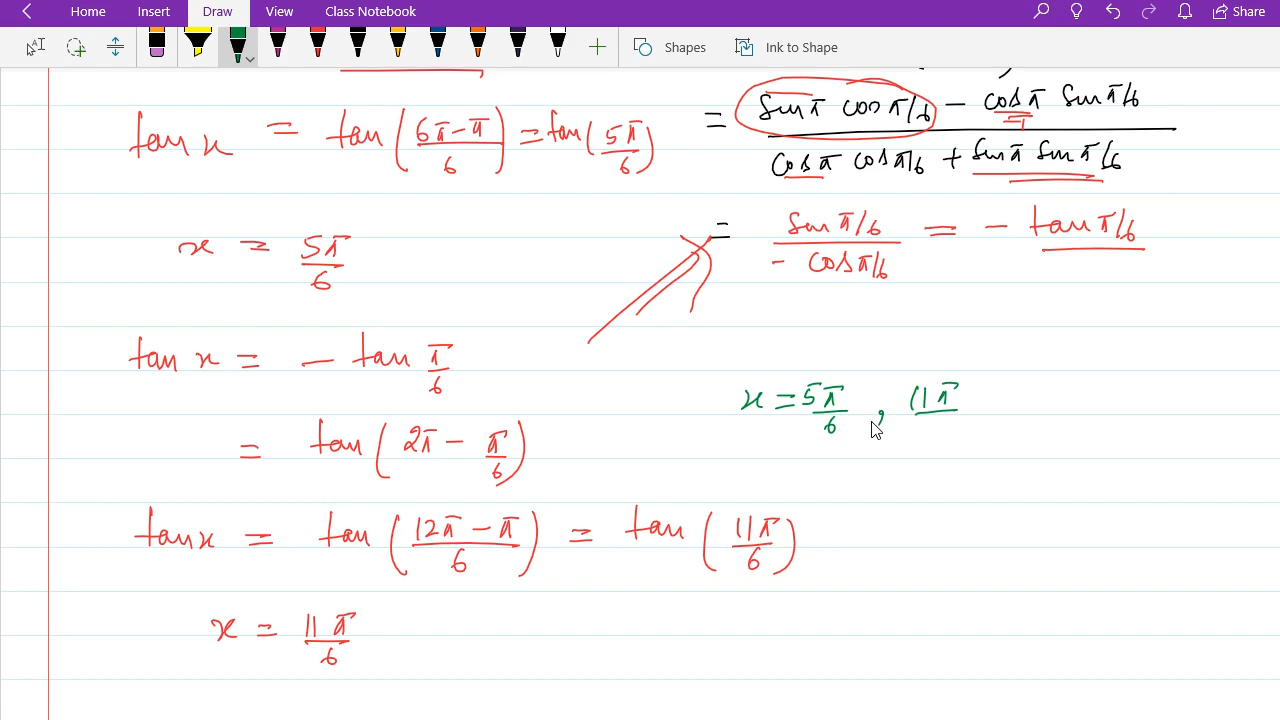 Home Insert Draw View Class Notebook Share
Shapes Ink to Shape
tan x = tan (6π-π/6) = tan (5π/6)
= sin π cos π/6 - cos π sin π/6
-1
cos π cos π/6 + sin π sin π/6
x = 5π/6
= sin π/6 / - cos π/6 = - tan π/6
tan x = - tan π/6
x = 5π/6 , 11π
= tan (2π - π/6)
tan x = tan (12π - π/6) = tan (11π/6)
x = 11π/6